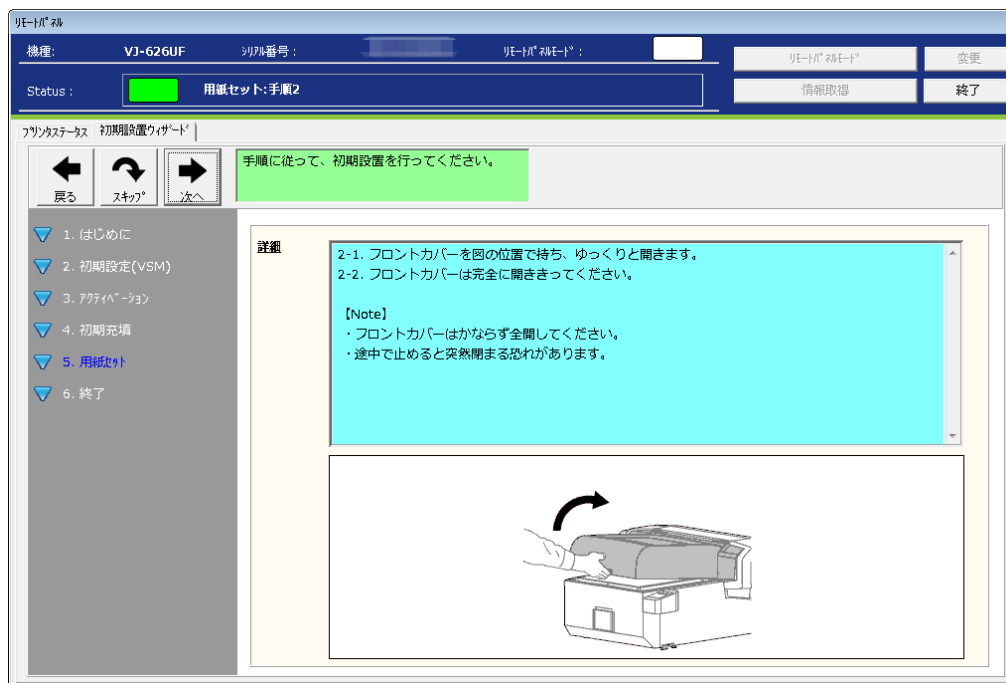 リモートパネル
機種: VJ-626UF シリアル番号: リモートパネルモード: リモートパネルモード 変更
Status: 用紙セット:手順2 情報取得 終了
プリンタステータス 初期設置ウィザード
戻る スキップ 次へ 手順に従って、初期設置を行ってください。
1. はじめに
2. 初期設定(VSM)
3. アクティベーション
4. 初期充填
5. 用紙セット
6. 終了
詳細
2-1. フロントカバーを図の位置で持ち、ゆっくりと開きます。
2-2. フロントカバーは完全に開ききってください。
【Note】
・フロントカバーはかならず全開してください。
・途中で止めると突然閉まる恐れがあります。